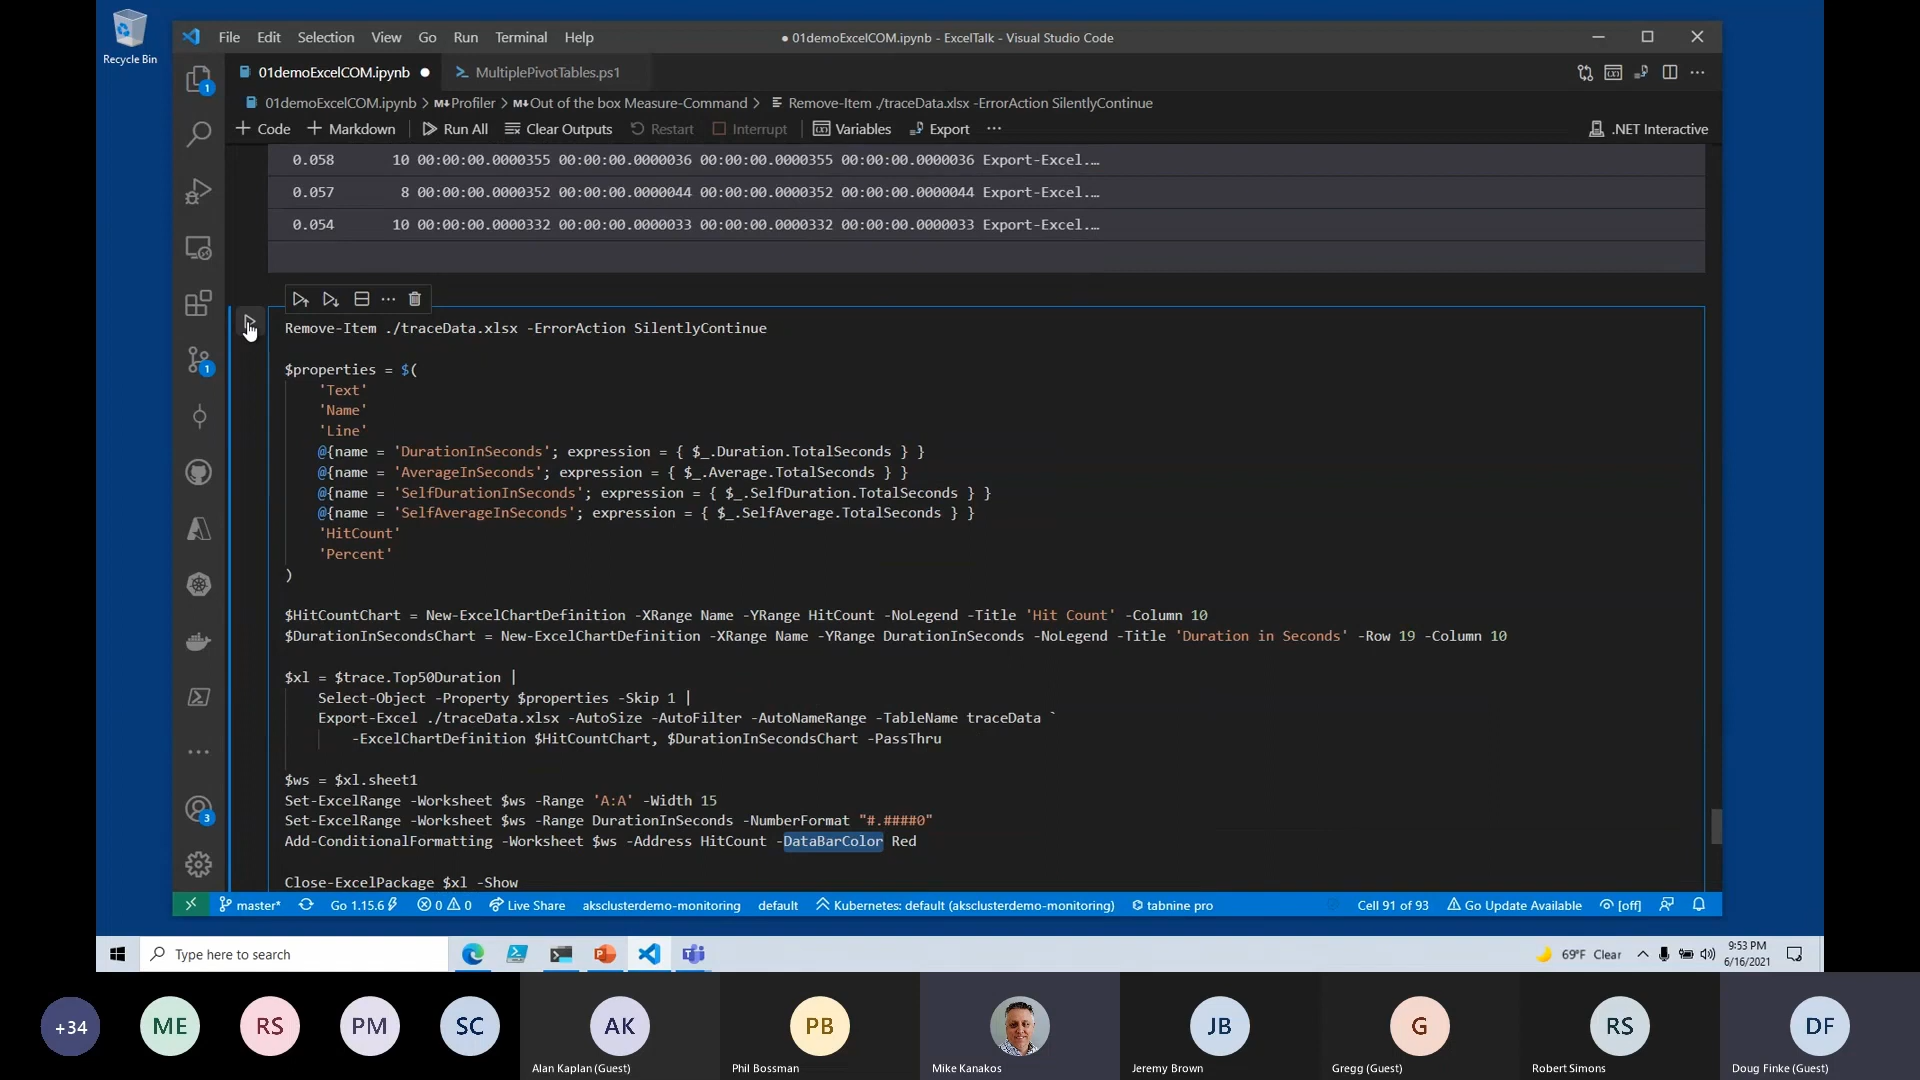 Recycle Bin
File Edit Selection View Go Run Terminal Help
● 01demoExcelCOM.ipynb - ExcelTalk - Visual Studio Code
01demoExcelCOM.ipynb ●
MultiplePivotTables.ps1
01demoExcelCOM.ipynb > M↓Profiler > M↓Out of the box Measure-Command > Remove-Item ./traceData.xlsx -ErrorAction SilentlyContinue
+ Code + Markdown Run All Clear Outputs Restart Interrupt Variables Export ··· .NET Interactive
0.058 10 00:00:00.0000355 00:00:00.0000036 00:00:00.0000355 00:00:00.0000036 Export-Excel.…
0.057 8 00:00:00.0000352 00:00:00.0000044 00:00:00.0000352 00:00:00.0000044 Export-Excel.…
0.054 10 00:00:00.0000332 00:00:00.0000033 00:00:00.0000332 00:00:00.0000033 Export-Excel.…
Remove-Item ./traceData.xlsx -ErrorAction SilentlyContinue
$properties = $(
'Text'
'Name'
'Line'
@{name = 'DurationInSeconds'; expression = { $_.Duration.TotalSeconds } }
@{name = 'AverageInSeconds'; expression = { $_.Average.TotalSeconds } }
@{name = 'SelfDurationInSeconds'; expression = { $_.SelfDuration.TotalSeconds } }
@{name = 'SelfAverageInSeconds'; expression = { $_.SelfAverage.TotalSeconds } }
'HitCount'
'Percent'
)
$HitCountChart = New-ExcelChartDefinition -XRange Name -YRange HitCount -NoLegend -Title 'Hit Count' -Column 10
$DurationInSecondsChart = New-ExcelChartDefinition -XRange Name -YRange DurationInSeconds -NoLegend -Title 'Duration in Seconds' -Row 19 -Column 10
$xl = $trace.Top50Duration |
Select-Object -Property $properties -Skip 1 |
Export-Excel ./traceData.xlsx -AutoSize -AutoFilter -AutoNameRange -TableName traceData `
-ExcelChartDefinition $HitCountChart, $DurationInSecondsChart -PassThru
$ws = $xl.sheet1
Set-ExcelRange -Worksheet $ws -Range 'A:A' -Width 15
Set-ExcelRange -Worksheet $ws -Range DurationInSeconds -NumberFormat "#.####0"
Add-ConditionalFormatting -Worksheet $ws -Address HitCount -DataBarColor Red
Close-ExcelPackage $xl -Show
1
1
3
master* Go 1.15.6 0 0 Live Share aksclusterdemo-monitoring default Kubernetes: default (aksclusterdemo-monitoring) tabnine pro Cell 91 of 93 Go Update Available [off]
Type here to search
69°F Clear
9:53 PM
6/16/2021
+34 ME RS PM SC AK PB JB G RS DF
Alan Kaplan (Guest) Phil Bossman Mike Kanakos Jeremy Brown Gregg (Guest) Robert Simons Doug Finke (Guest)